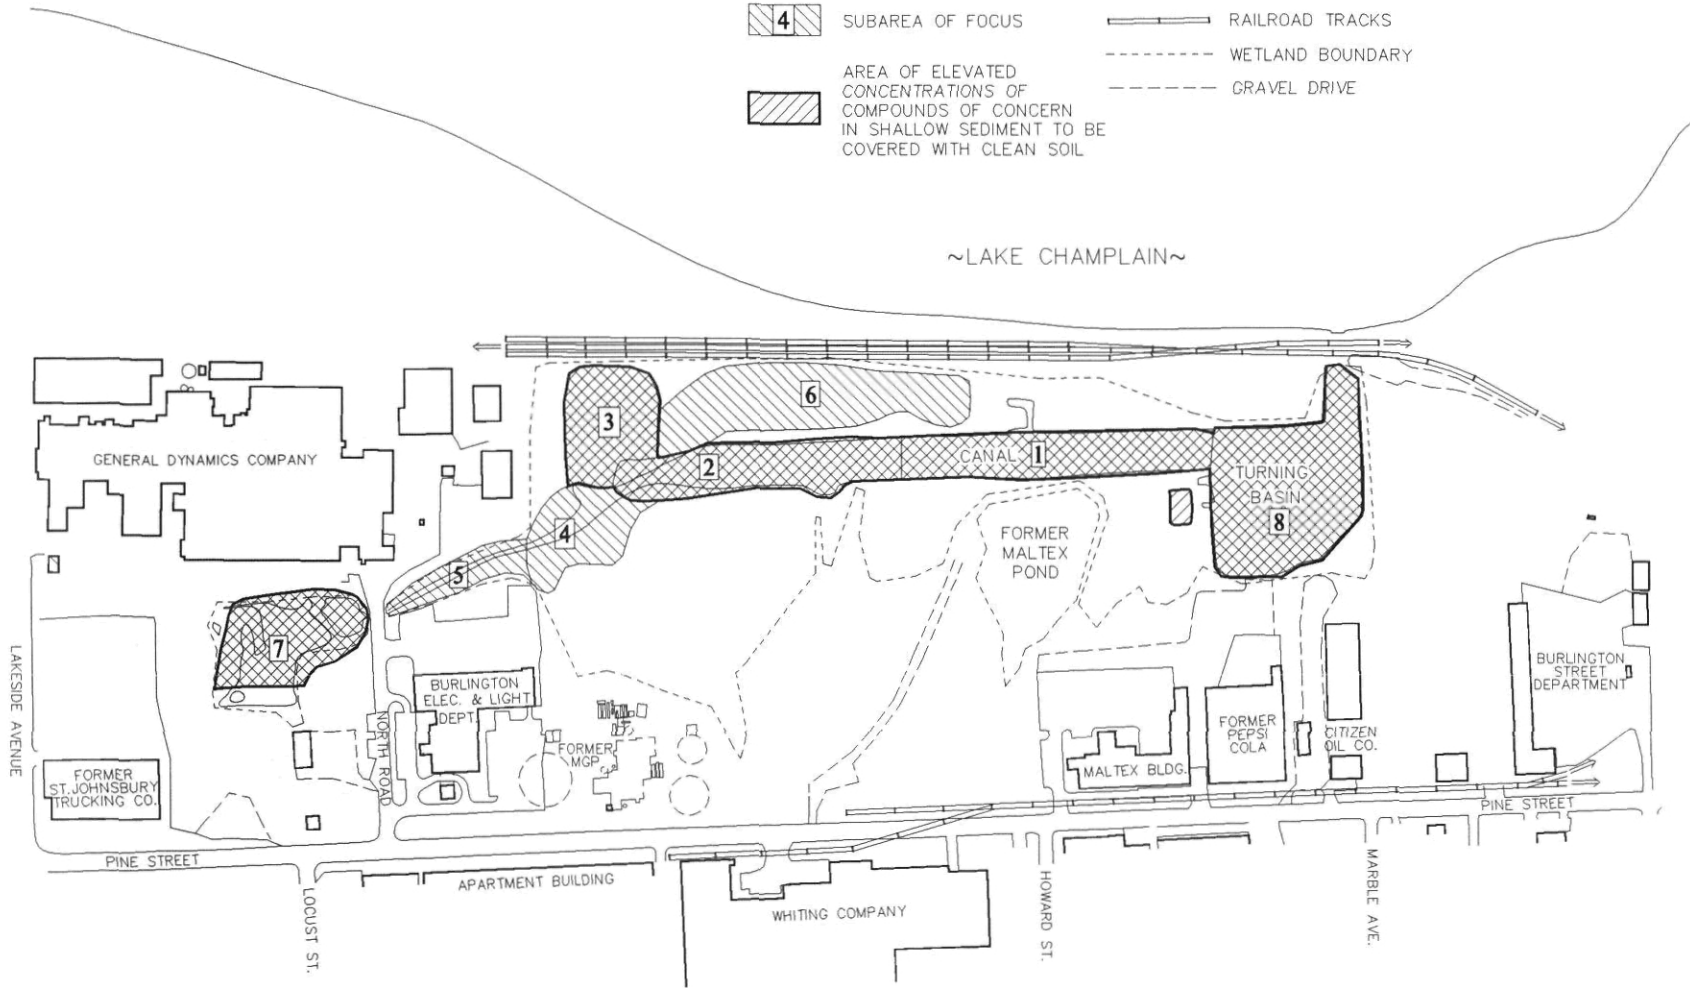 4 SUBAREA OF FOCUS
RAILROAD TRACKS
WETLAND BOUNDARY
GRAVEL DRIVE
AREA OF ELEVATED
CONCENTRATIONS OF
COMPOUNDS OF CONCERN
IN SHALLOW SEDIMENT TO BE
COVERED WITH CLEAN SOIL
~LAKE CHAMPLAIN~
6
3
2
CANAL 1
TURNING
BASIN
8
4
5
7
GENERAL DYNAMICS COMPANY
FORMER
MALTEX
POND
LAKESIDE AVENUE
BURLINGTON
ELEC. & LIGHT
DEPT.
NORTH ROAD
FORMER
MGP
FORMER
ST.JOHNSBURY
TRUCKING CO.
MALTEX BLDG.
FORMER
PEPSI
COLA
CITIZEN
OIL CO.
BURLINGTON
STREET
DEPARTMENT
PINE STREET
PINE STREET
LOCUST ST.
APARTMENT BUILDING
WHITING COMPANY
HOWARD ST.
MARBLE AVE.